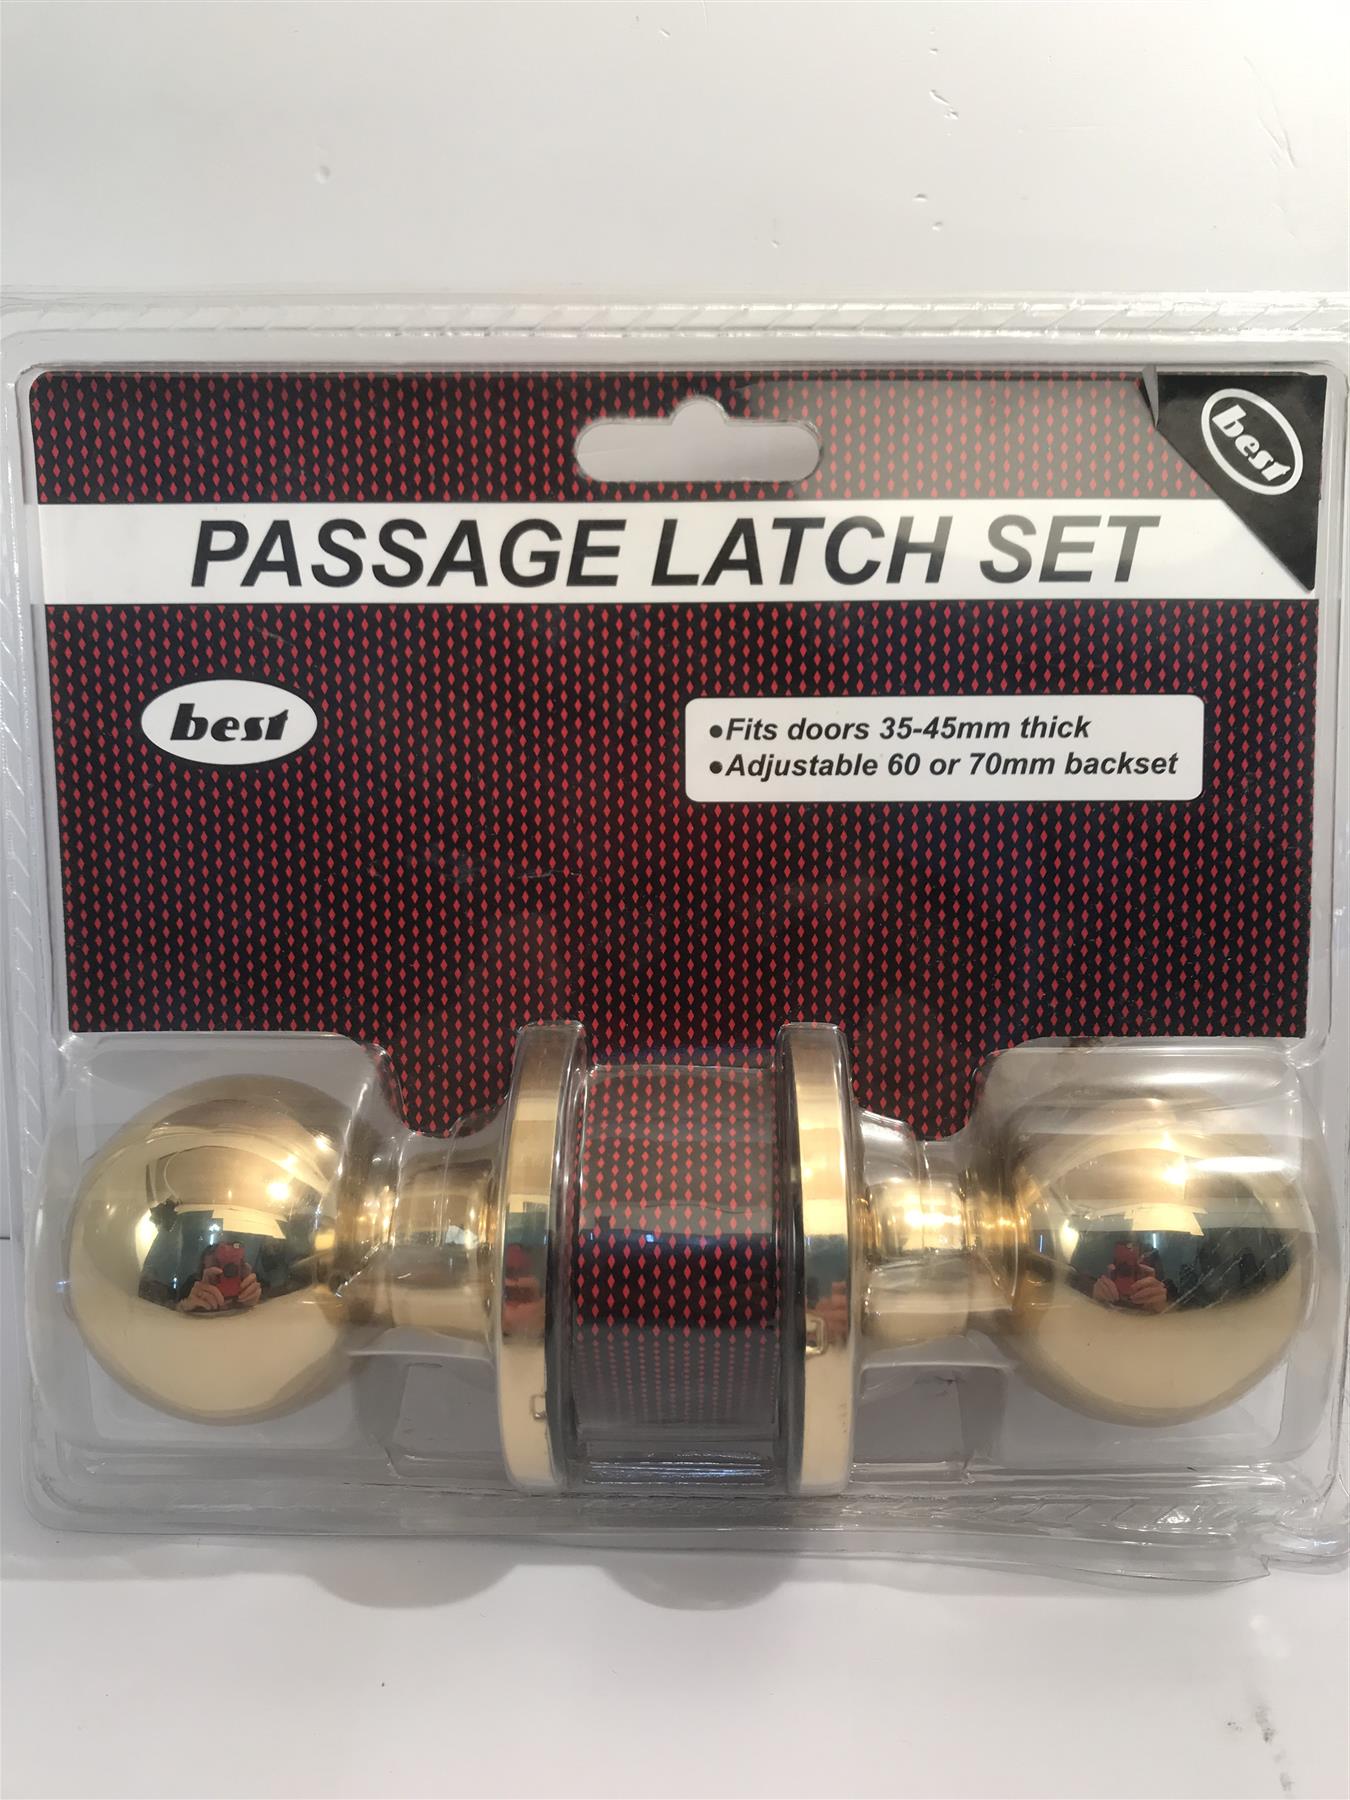 best
PASSAGE LATCH SET
best
•Fits doors 35-45mm thick
•Adjustable 60 or 70mm backset